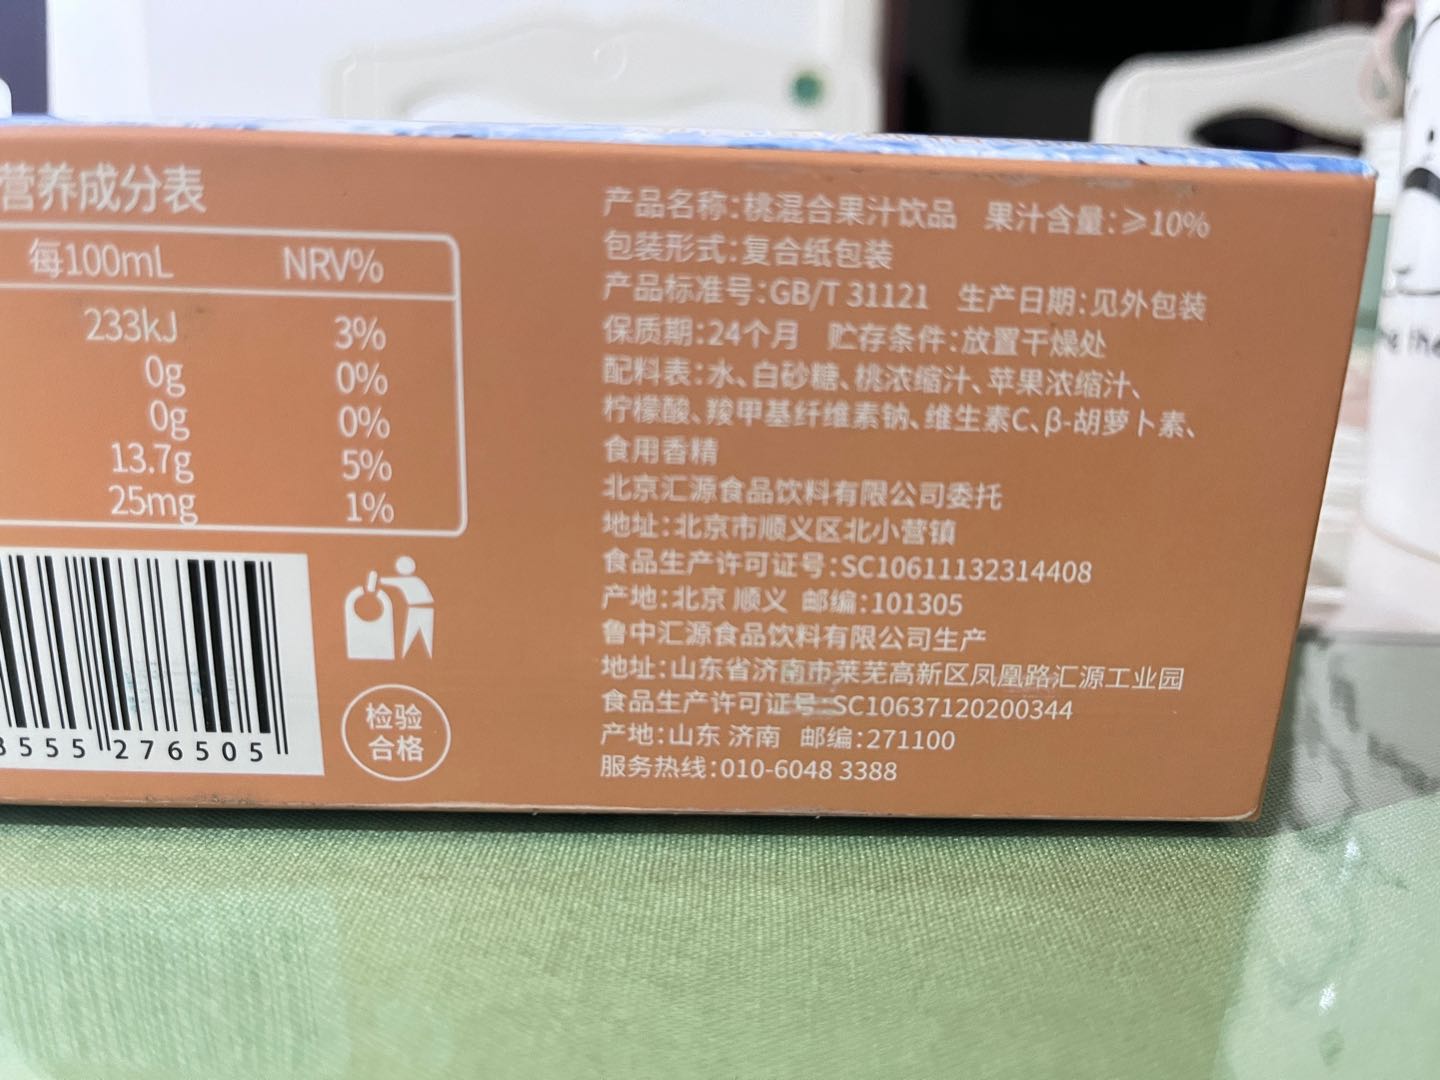 营养成分表
每100mL NRV%
233kJ 3%
0g 0%
0g 0%
13.7g 5%
25mg 1%
555 276505
检验
合格
产品名称:桃混合果汁饮品 果汁含量:≥10%
包装形式:复合纸包装
产品标准号:GB/T 31121 生产日期:见外包装
保质期:24个月 贮存条件:放置干燥处
配料表:水、白砂糖、桃浓缩汁、苹果浓缩汁、
柠檬酸、羧甲基纤维素钠、维生素C、β-胡萝卜素、
食用香精
北京汇源食品饮料有限公司委托
地址:北京市顺义区北小营镇
食品生产许可证号:SC10611132314408
产地:北京 顺义 邮编:101305
鲁中汇源食品饮料有限公司生产
地址:山东省济南市莱芜高新区凤凰路汇源工业园
食品生产许可证号:SC10637120200344
产地:山东 济南 邮编:271100
服务热线:010-6048 3388
the